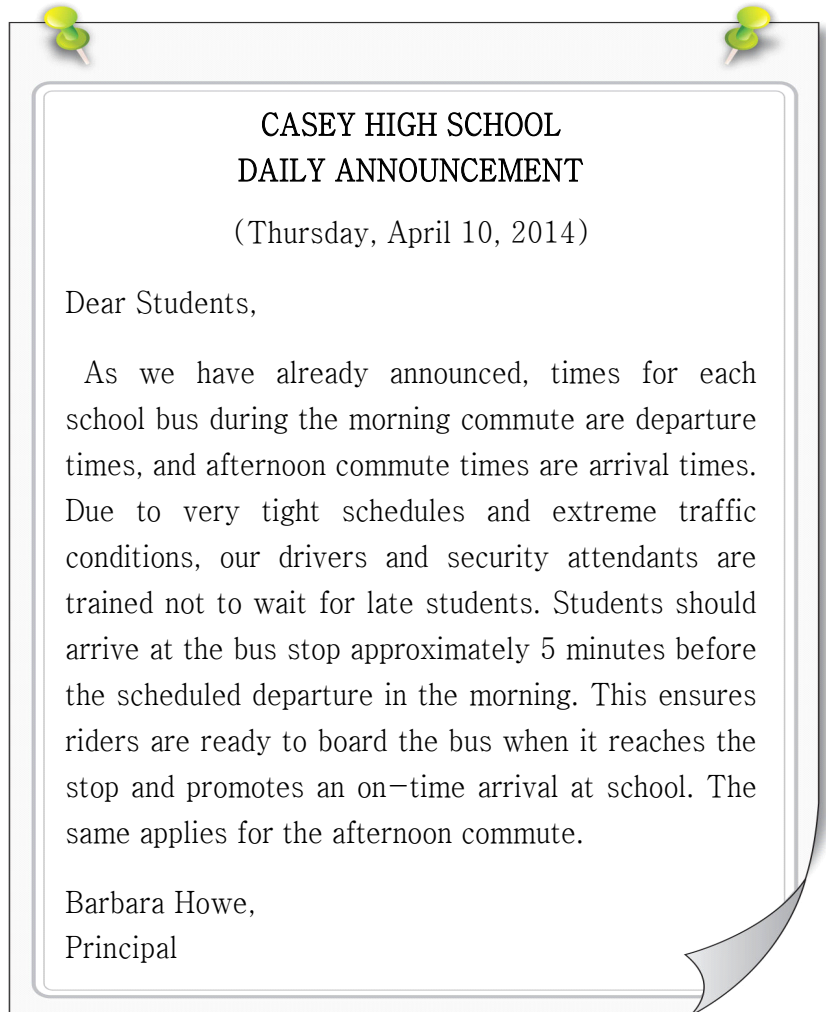 CASEY HIGH SCHOOL
DAILY ANNOUNCEMENT
(Thursday, April 10, 2014)
Dear Students,
As we have already announced, times for each
school bus during the morning commute are departure
times, and afternoon commute times are arrival times.
Due to very tight schedules and extreme traffic
conditions, our drivers and security attendants are
trained not to wait for late students. Students should
arrive at the bus stop approximately 5 minutes before
the scheduled departure in the morning. This ensures
riders are ready to board the bus when it reaches the
stop and promotes an on-time arrival at school. The
same applies for the afternoon commute.
Barbara Howe,
Principal